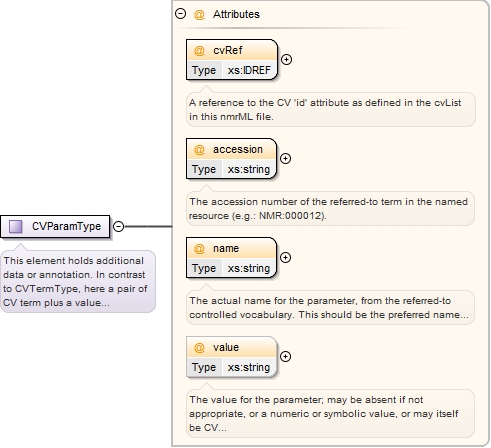 @ Attributes
@ cvRef
Type xs:IDREF
A reference to the CV 'id' attribute as defined in the cvList
in this nmrML file.
@ accession
Type xs:string
The accession number of the referred-to term in the named
resource (e.g.: NMR:000012).
CVParamType
This element holds additional
data or annotation. In contrast
to CVTermType, here a pair of
CV term plus a value...
@ name
Type xs:string
The actual name for the parameter, from the referred-to
controlled vocabulary. This should be the preferred name...
@ value
Type xs:string
The value for the parameter; may be absent if not
appropriate, or a numeric or symbolic value, or may itself
be CV...